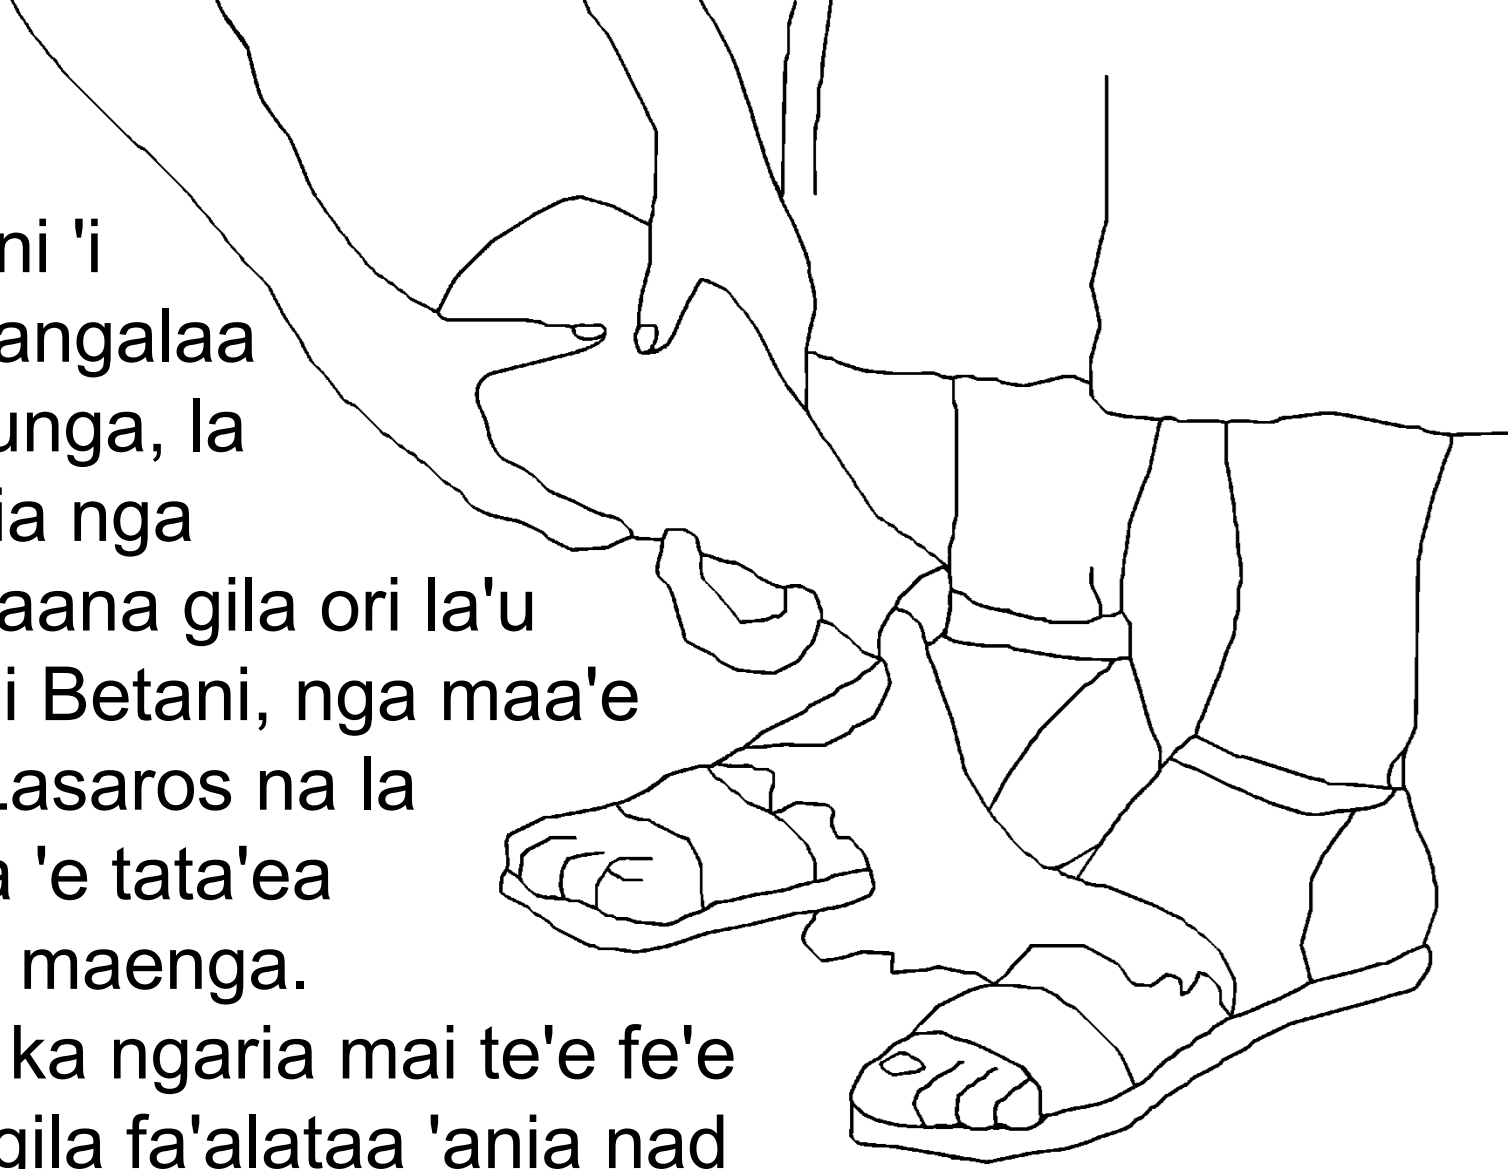 ni 'i
angalaa
unga, la
ia nga
aana gila ori la'u
i Betani, nga maa'e
Lasaros na la
a 'e tata'ea
maenga.
ka ngaria mai te'e fe'e
gila fa'alataa 'ania nad